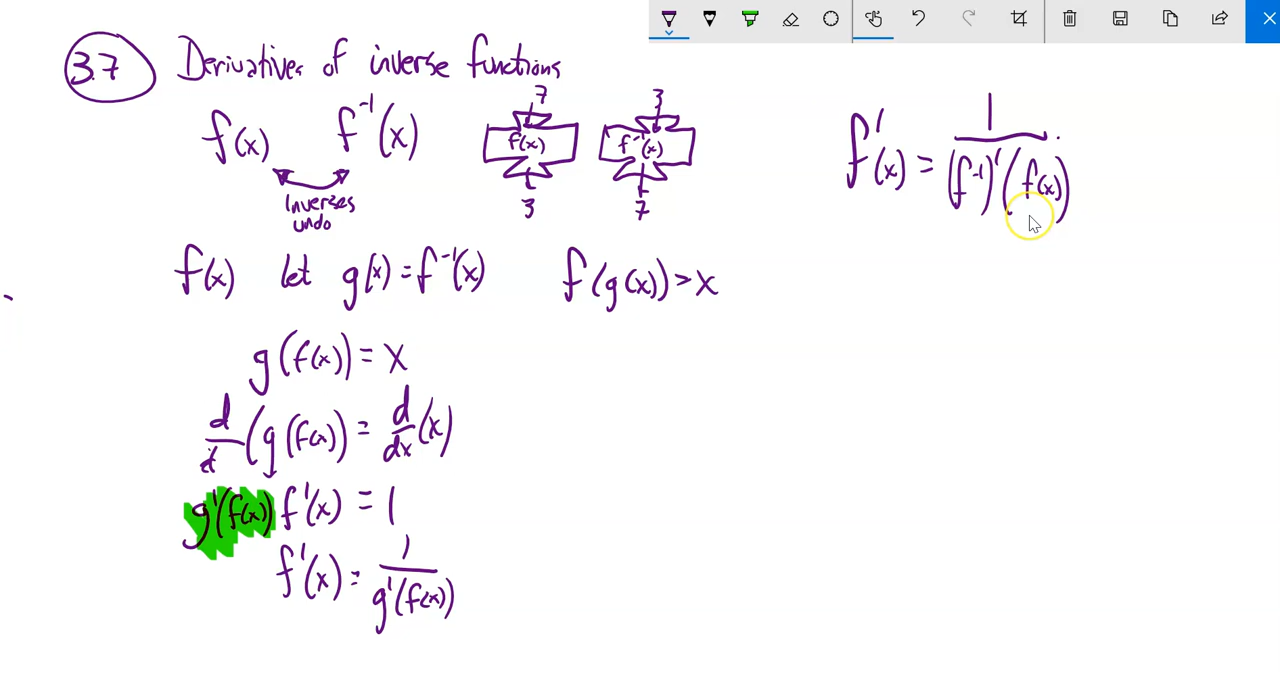 3.7 Derivatives of inverse functions
f(x) f⁻¹(x)
7
f(x)
3
3
f⁻¹(x)
7
Inverses
undo
f'(x) = 1/((f⁻¹)'(f(x)))
f(x) let g(x) = f⁻¹(x) f(g(x)) = x
g(f(x)) = x
d/d (g(f(x)) = d/dx (x)
g'(f(x)) f'(x) = 1
f'(x) = 1/(g'(f(x)))